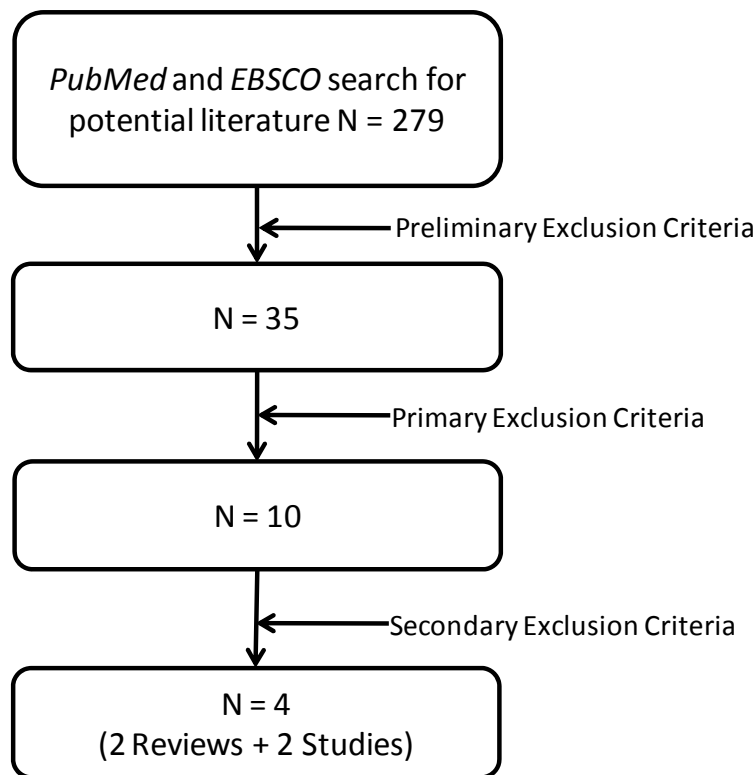 PubMed and EBSCO search for
potential literature N = 279
Preliminary Exclusion Criteria
N = 35
Primary Exclusion Criteria
N = 10
Secondary Exclusion Criteria
N = 4
(2 Reviews + 2 Studies)